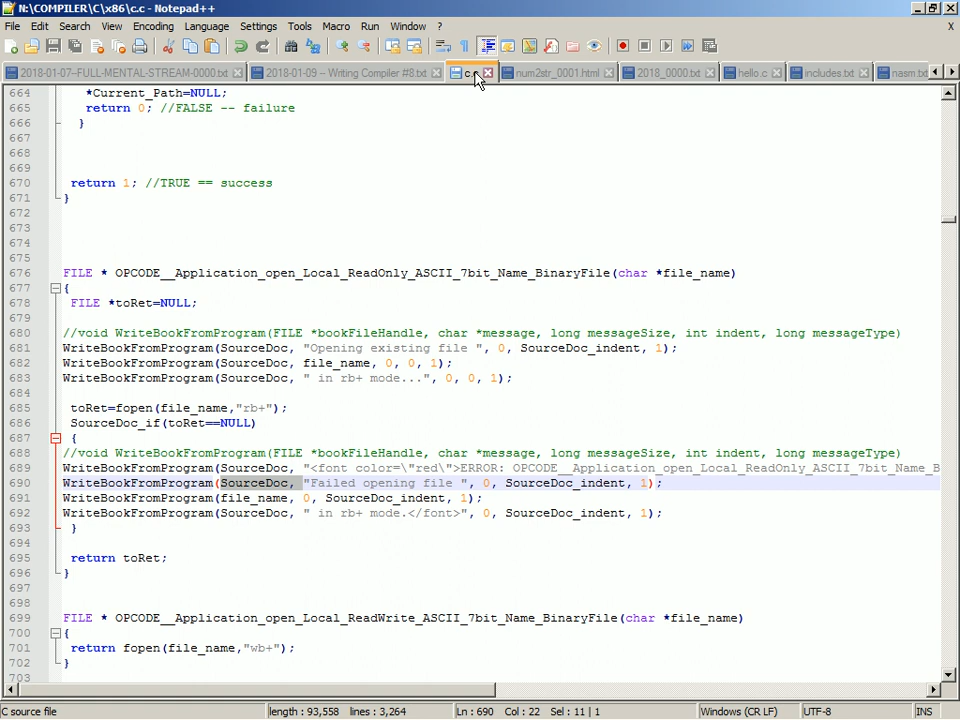 N:\COMPILER\C\x86\c.c - Notepad++
File Edit Search View Encoding Language Settings Tools Macro Run Window ? X
2018-01-07-FULL-MENTAL-STREAM-0000.txt 2018-01-09 -- Writing Compiler #8.txt c.c num2str_0001.html 2018_0000.txt hello.c includes.txt nasm.tx
664 *Current_Path=NULL;
665 return 0; //FALSE -- failure
666 }
667
668
669
670 return 1; //TRUE == success
671 }
672
673
674
675
676 FILE * OPCODE__Application_open_Local_ReadOnly_ASCII_7bit_Name_BinaryFile(char *file_name)
677 {
678 FILE *toRet=NULL;
679
680 //void WriteBookFromProgram(FILE *bookFileHandle, char *message, long messageSize, int indent, long messageType)
681 WriteBookFromProgram(SourceDoc, "Opening existing file ", 0, SourceDoc_indent, 1);
682 WriteBookFromProgram(SourceDoc, file_name, 0, 0, 1);
683 WriteBookFromProgram(SourceDoc, " in rb+ mode...", 0, 0, 1);
684
685 toRet=fopen(file_name,"rb+");
686 SourceDoc_if(toRet==NULL)
687 {
688 //void WriteBookFromProgram(FILE *bookFileHandle, char *message, long messageSize, int indent, long messageType)
689 WriteBookFromProgram(SourceDoc, "<font color=\"red\">ERROR: OPCODE__Application_open_Local_ReadOnly_ASCII_7bit_Name_B
690 WriteBookFromProgram(SourceDoc, "Failed opening file ", 0, SourceDoc_indent, 1);
691 WriteBookFromProgram(file_name, 0, SourceDoc_indent, 1);
692 WriteBookFromProgram(SourceDoc, " in rb+ mode.</font>", 0, SourceDoc_indent, 1);
693 }
694
695 return toRet;
696 }
697
698
699 FILE * OPCODE__Application_open_Local_ReadWrite_ASCII_7bit_Name_BinaryFile(char *file_name)
700 {
701 return fopen(file_name,"wb+");
702 }
703
C source file length : 93,558 lines : 3,264 Ln : 690 Col : 22 Sel : 11 | 1 Windows (CR LF) UTF-8 INS